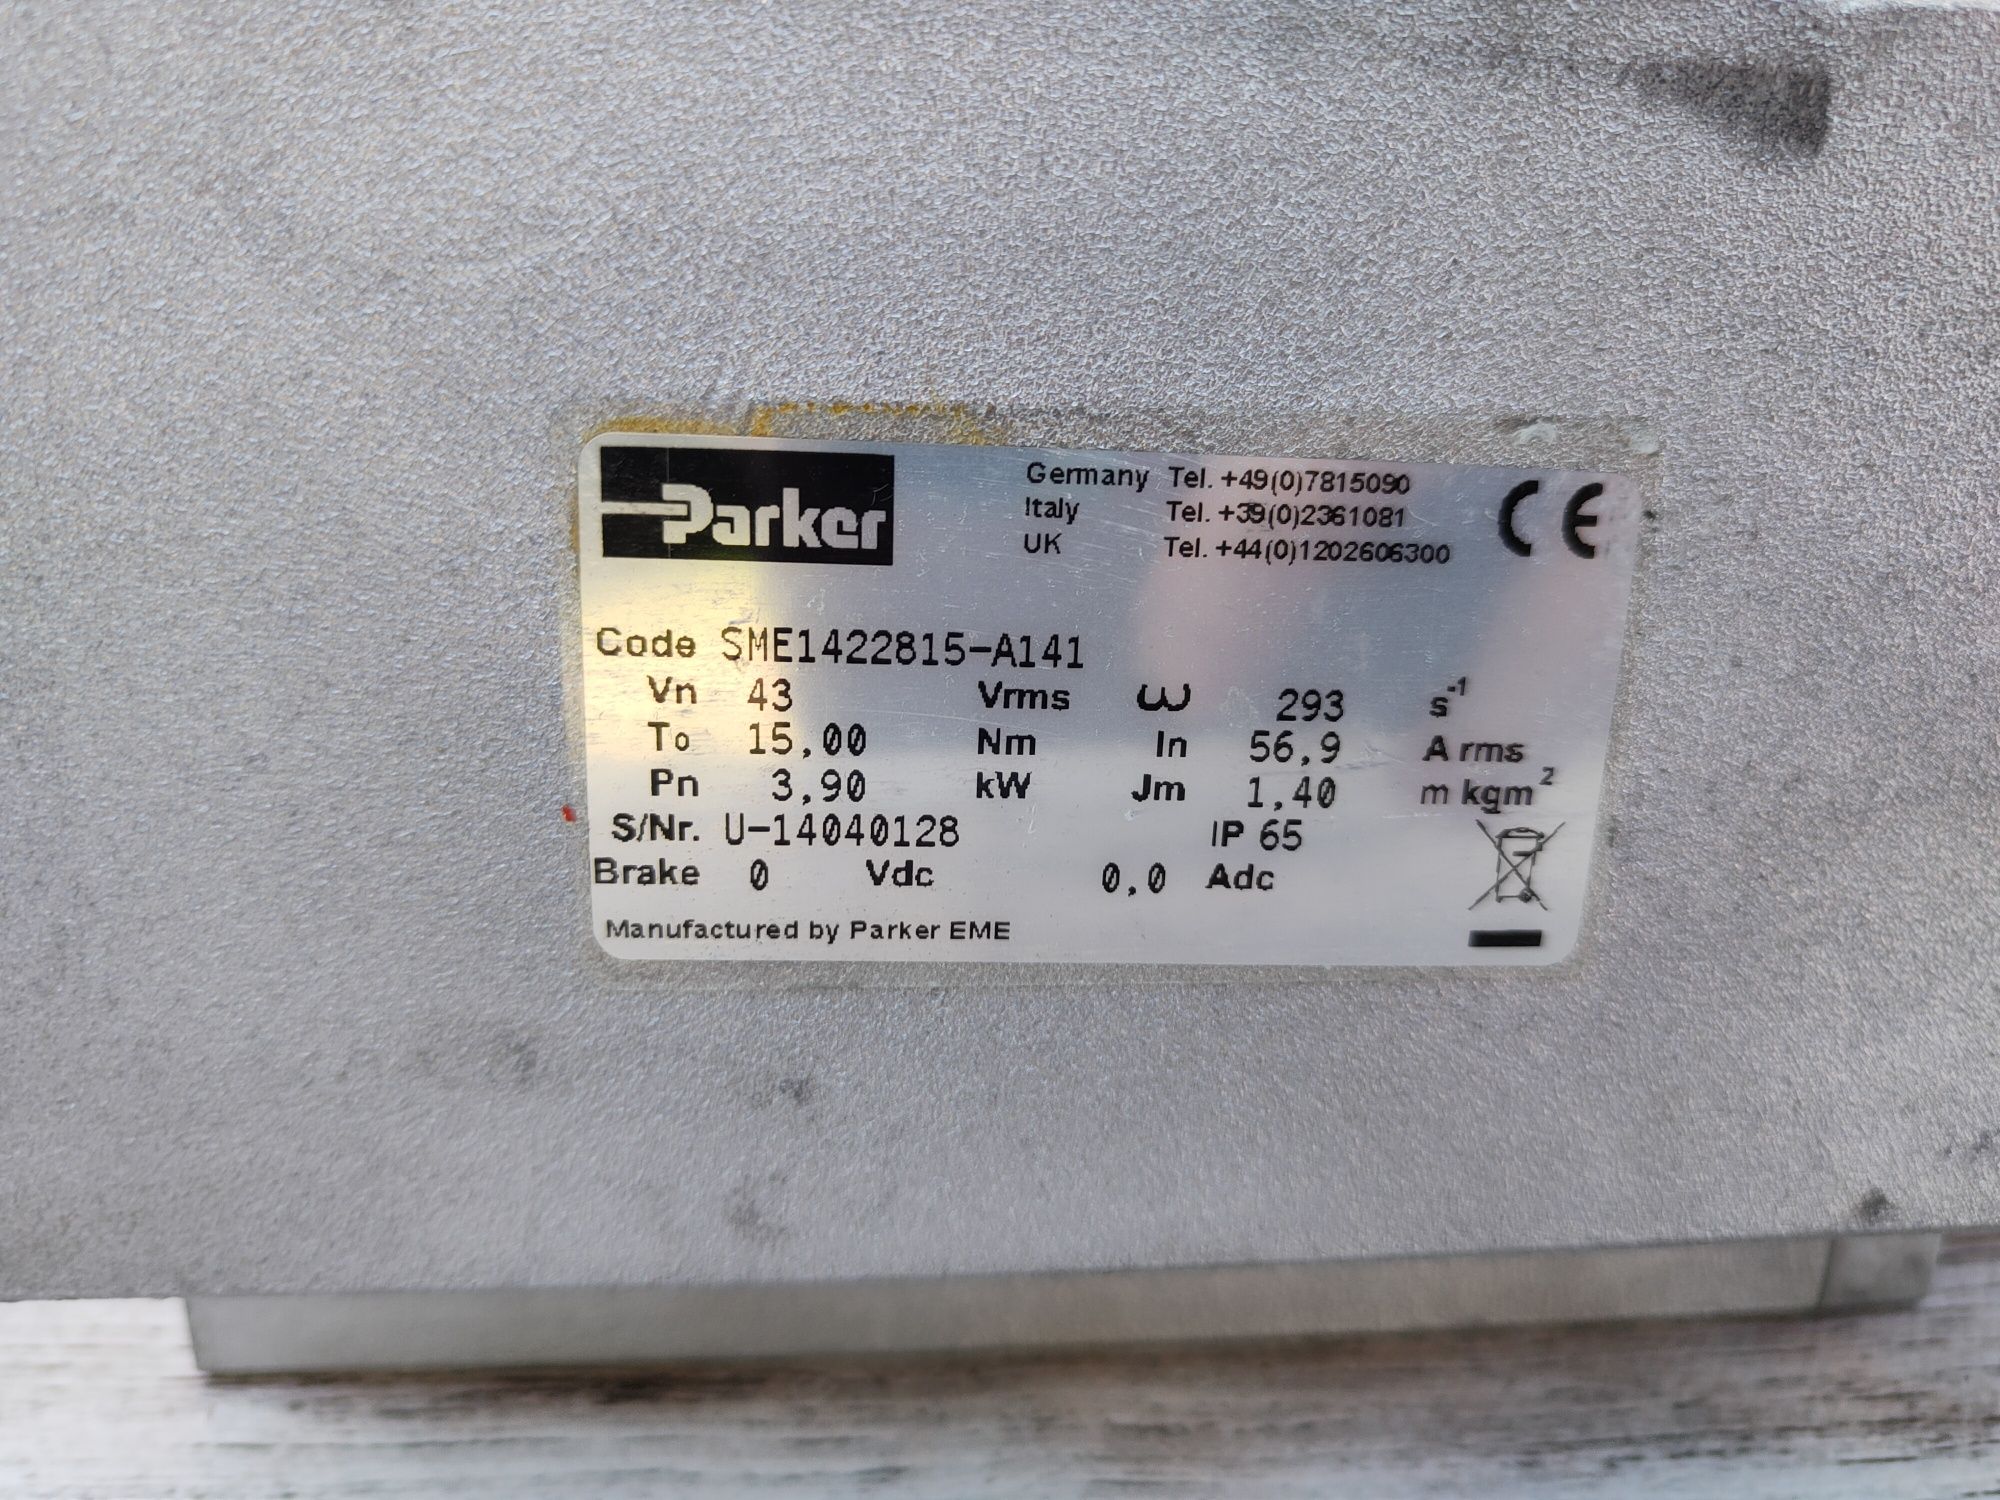 Parker
Germany Tel. +49(0)7815090
Italy Tel. +39(0)2361081
UK Tel. +44(0)1202606300
CE
Code SME1422815-A141
Vn 43 Vrms ω 293 s-1
To 15,00 Nm In 56,9 A rms
Pn 3,90 kW Jm 1,40 m kgm2
S/Nr. U-14040128 IP 65
Brake 0 Vdc 0,0 Adc
Manufactured by Parker EME